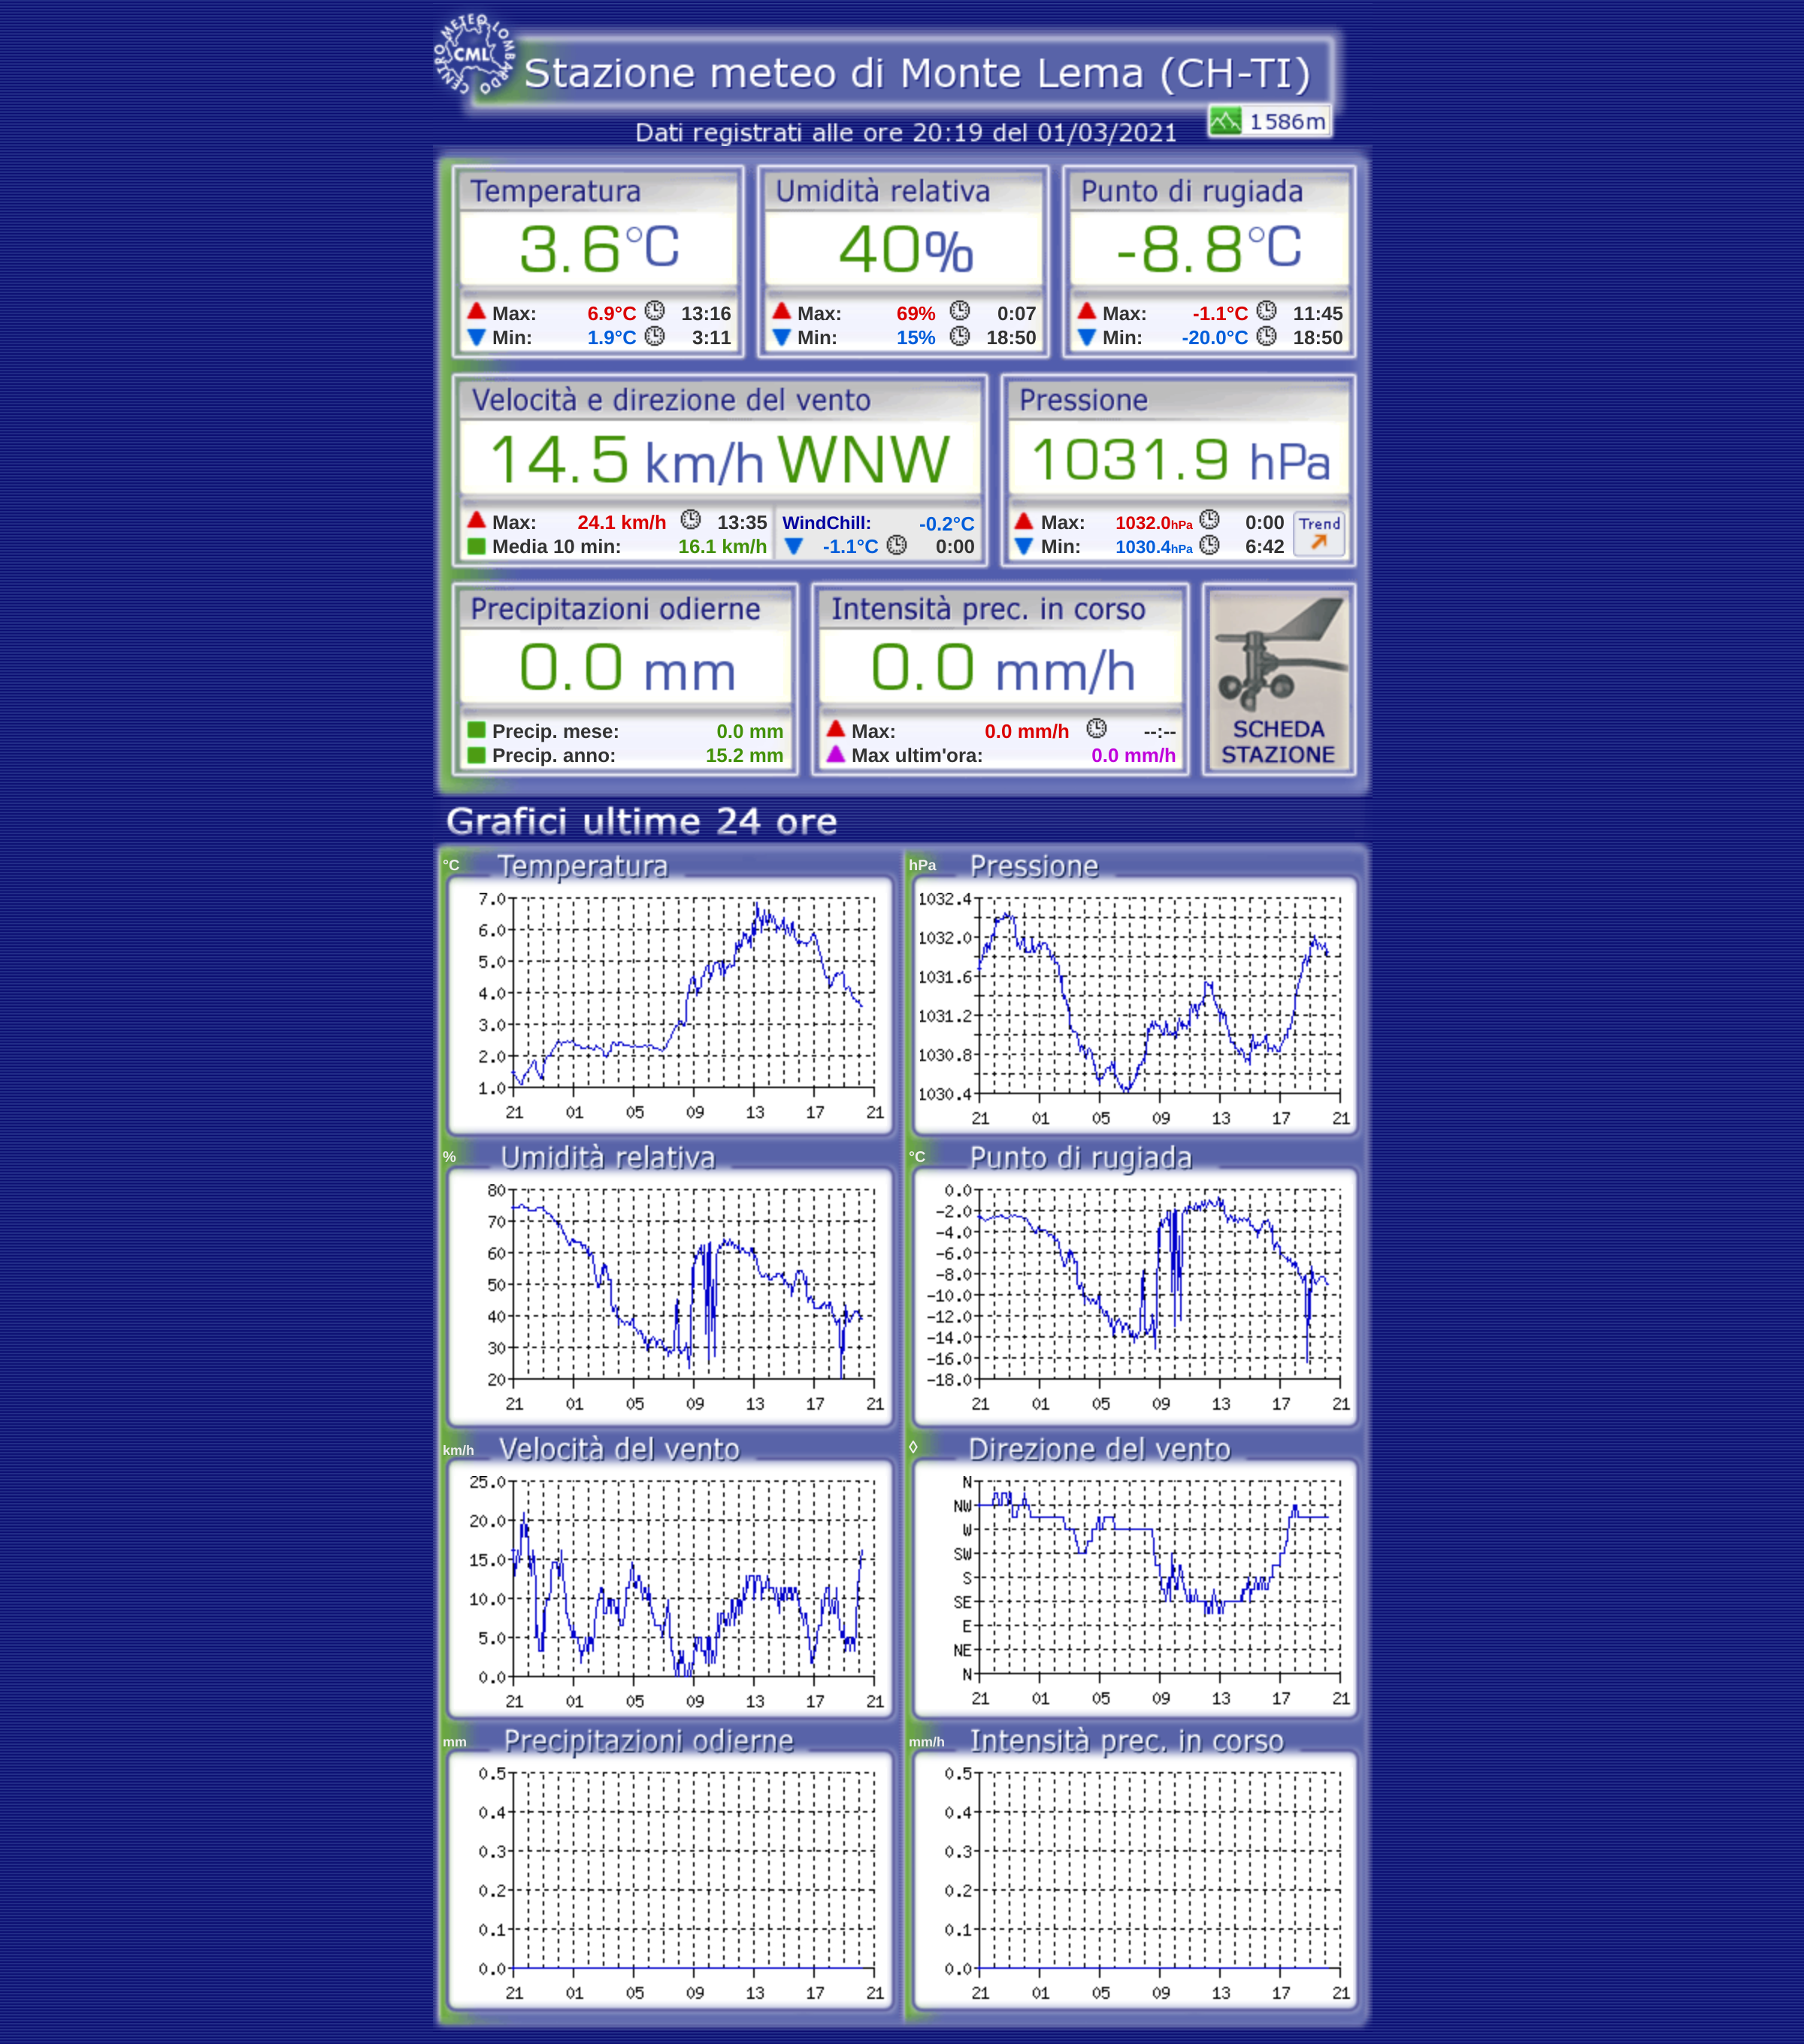 CENTRO METEO LOMBARDO
CML
Stazione meteo di Monte Lema (CH-TI)
1586m
Dati registrati alle ore 20:19 del 01/03/2021
Temperatura Umidità relativa Punto di rugiada
3.6°C 40% -8.8°C
Max: 6.9°C 13:16 Max: 69% 0:07 Max: -1.1°C 11:45
Min: 1.9°C 3:11 Min: 15% 18:50 Min: -20.0°C 18:50
Velocità e direzione del vento Pressione
14.5 km/h WNW 1031.9 hPa
Max: 24.1 km/h 13:35 WindChill: -0.2°C Max: 1032.0hPa 0:00 Trend
Media 10 min: 16.1 km/h -1.1°C 0:00 Min: 1030.4hPa 6:42
Precipitazioni odierne Intensità prec. in corso
0.0 mm 0.0 mm/h
Precip. mese: 0.0 mm Max: 0.0 mm/h --:-- SCHEDA
Precip. anno: 15.2 mm Max ultim'ora: 0.0 mm/h STAZIONE
Grafici ultime 24 ore
°C Temperatura
7.0
6.0
5.0
4.0
3.0
2.0
1.0
21 01 05 09 13 17 21
hPa Pressione
1032.4
1032.0
1031.6
1031.2
1030.8
1030.4
21 01 05 09 13 17 21
% Umidità relativa
80
70
60
50
40
30
20
21 01 05 09 13 17 21
°C Punto di rugiada
0.0
-2.0
-4.0
-6.0
-8.0
-10.0
-12.0
-14.0
-16.0
-18.0
21 01 05 09 13 17 21
km/h Velocità del vento
25.0
20.0
15.0
10.0
5.0
0.0
21 01 05 09 13 17 21
◊ Direzione del vento
N
NW
W
SW
S
SE
E
NE
N
21 01 05 09 13 17 21
mm Precipitazioni odierne
0.5
0.4
0.3
0.2
0.1
0.0
21 01 05 09 13 17 21
mm/h Intensità prec. in corso
0.5
0.4
0.3
0.2
0.1
0.0
21 01 05 09 13 17 21